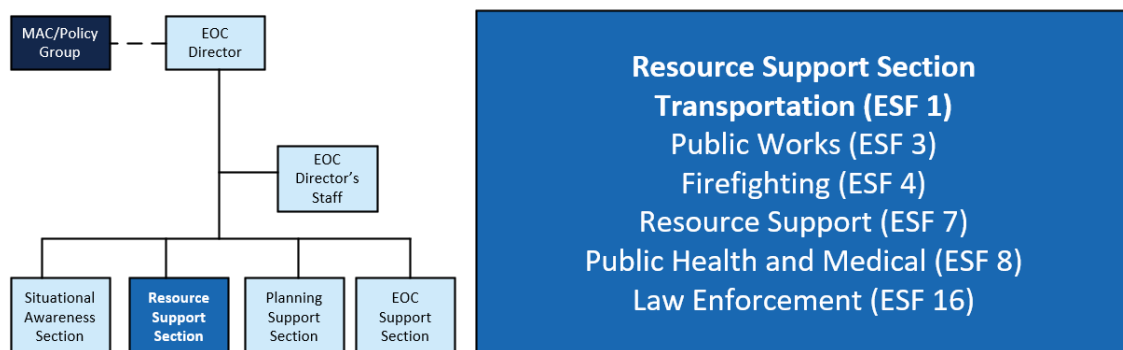 MAC/Policy
Group
EOC
Director
EOC
Director's
Staff
Situational
Awareness
Section
Resource
Support
Section
Planning
Support
Section
EOC
Support
Section
Resource Support Section
Transportation (ESF 1)
Public Works (ESF 3)
Firefighting (ESF 4)
Resource Support (ESF 7)
Public Health and Medical (ESF 8)
Law Enforcement (ESF 16)